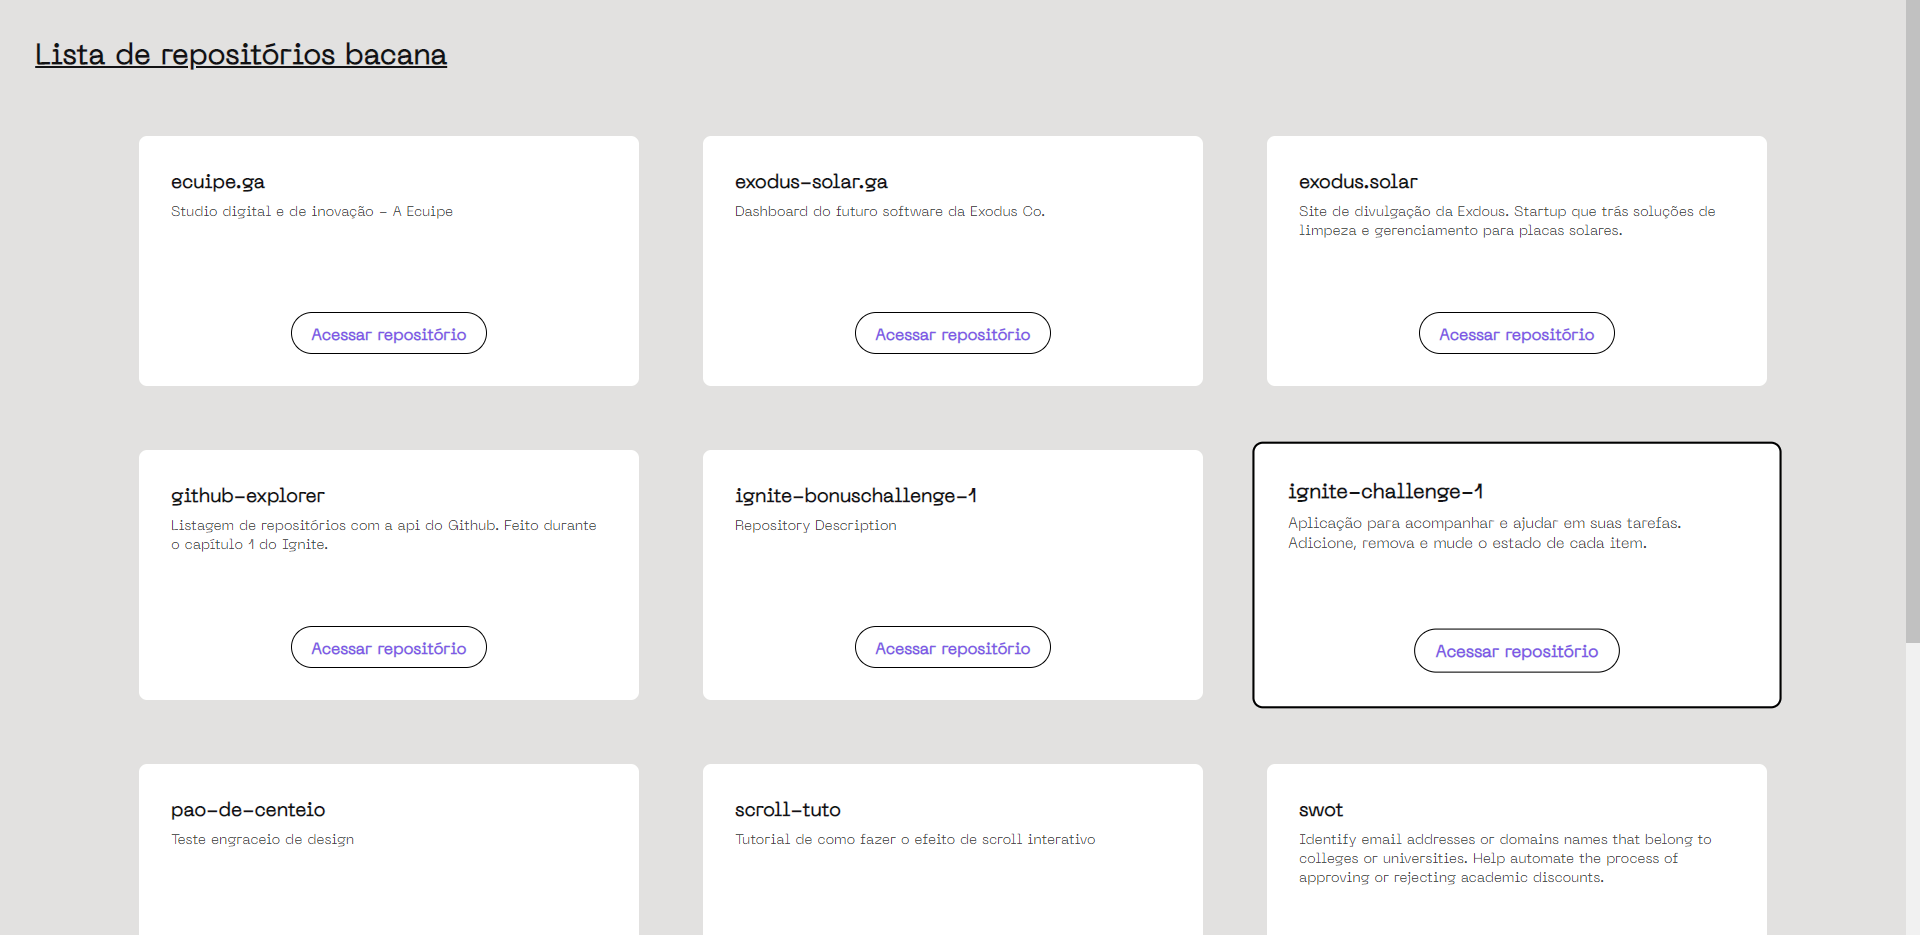 Lista de repositórios bacana
ecuipe.ga
Studio digital e de inovação - A Ecuipe
Acessar repositório
exodus-solar.ga
Dashboard do futuro software da Exodus Co.
Acessar repositório
exodus.solar
Site de divulgação da Exdous. Startup que trás soluções de
limpeza e gerenciamento para placas solares.
Acessar repositório
github-explorer
Listagem de repositórios com a api do Github. Feito durante
o capítulo 1 do Ignite.
Acessar repositório
ignite-bonuschallenge-1
Repository Description
Acessar repositório
ignite-challenge-1
Aplicação para acompanhar e ajudar em suas tarefas.
Adicione, remova e mude o estado de cada item.
Acessar repositório
pao-de-centeio
Teste engraceio de design
scroll-tuto
Tutorial de como fazer o efeito de scroll interativo
swot
Identify email addresses or domains names that belong to
colleges or universities. Help automate the process of
approving or rejecting academic discounts.